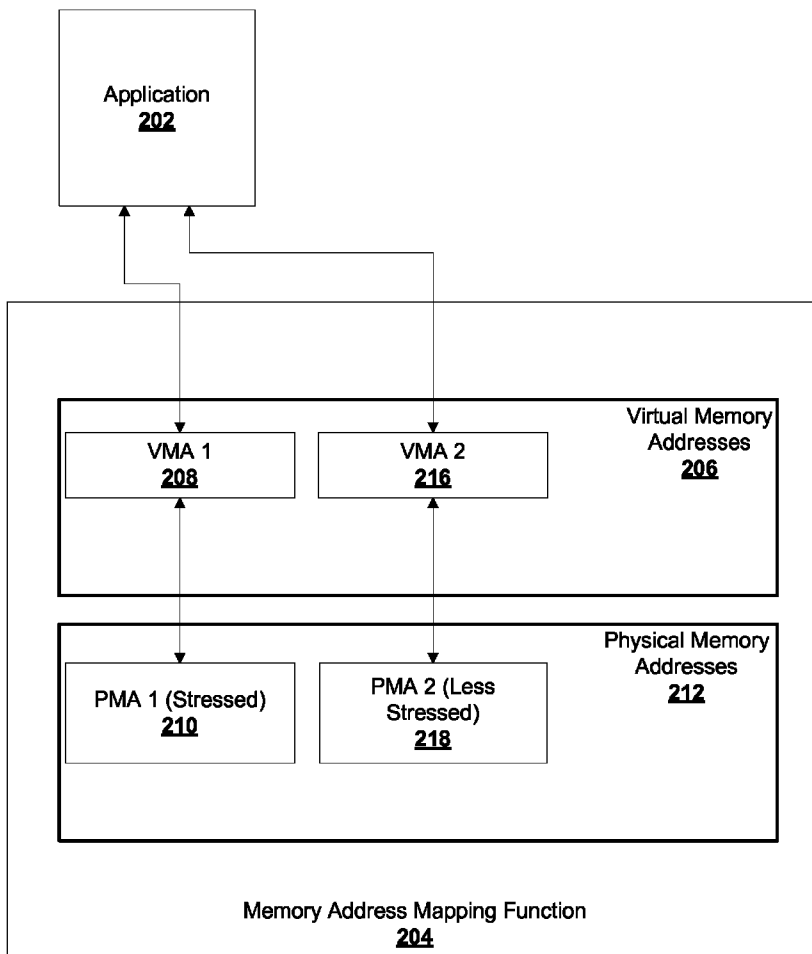 Application
202
VMA 1
208
VMA 2
216
Virtual Memory
Addresses
206
PMA 1 (Stressed)
210
PMA 2 (Less
Stressed)
218
Physical Memory
Addresses
212
Memory Address Mapping Function
204